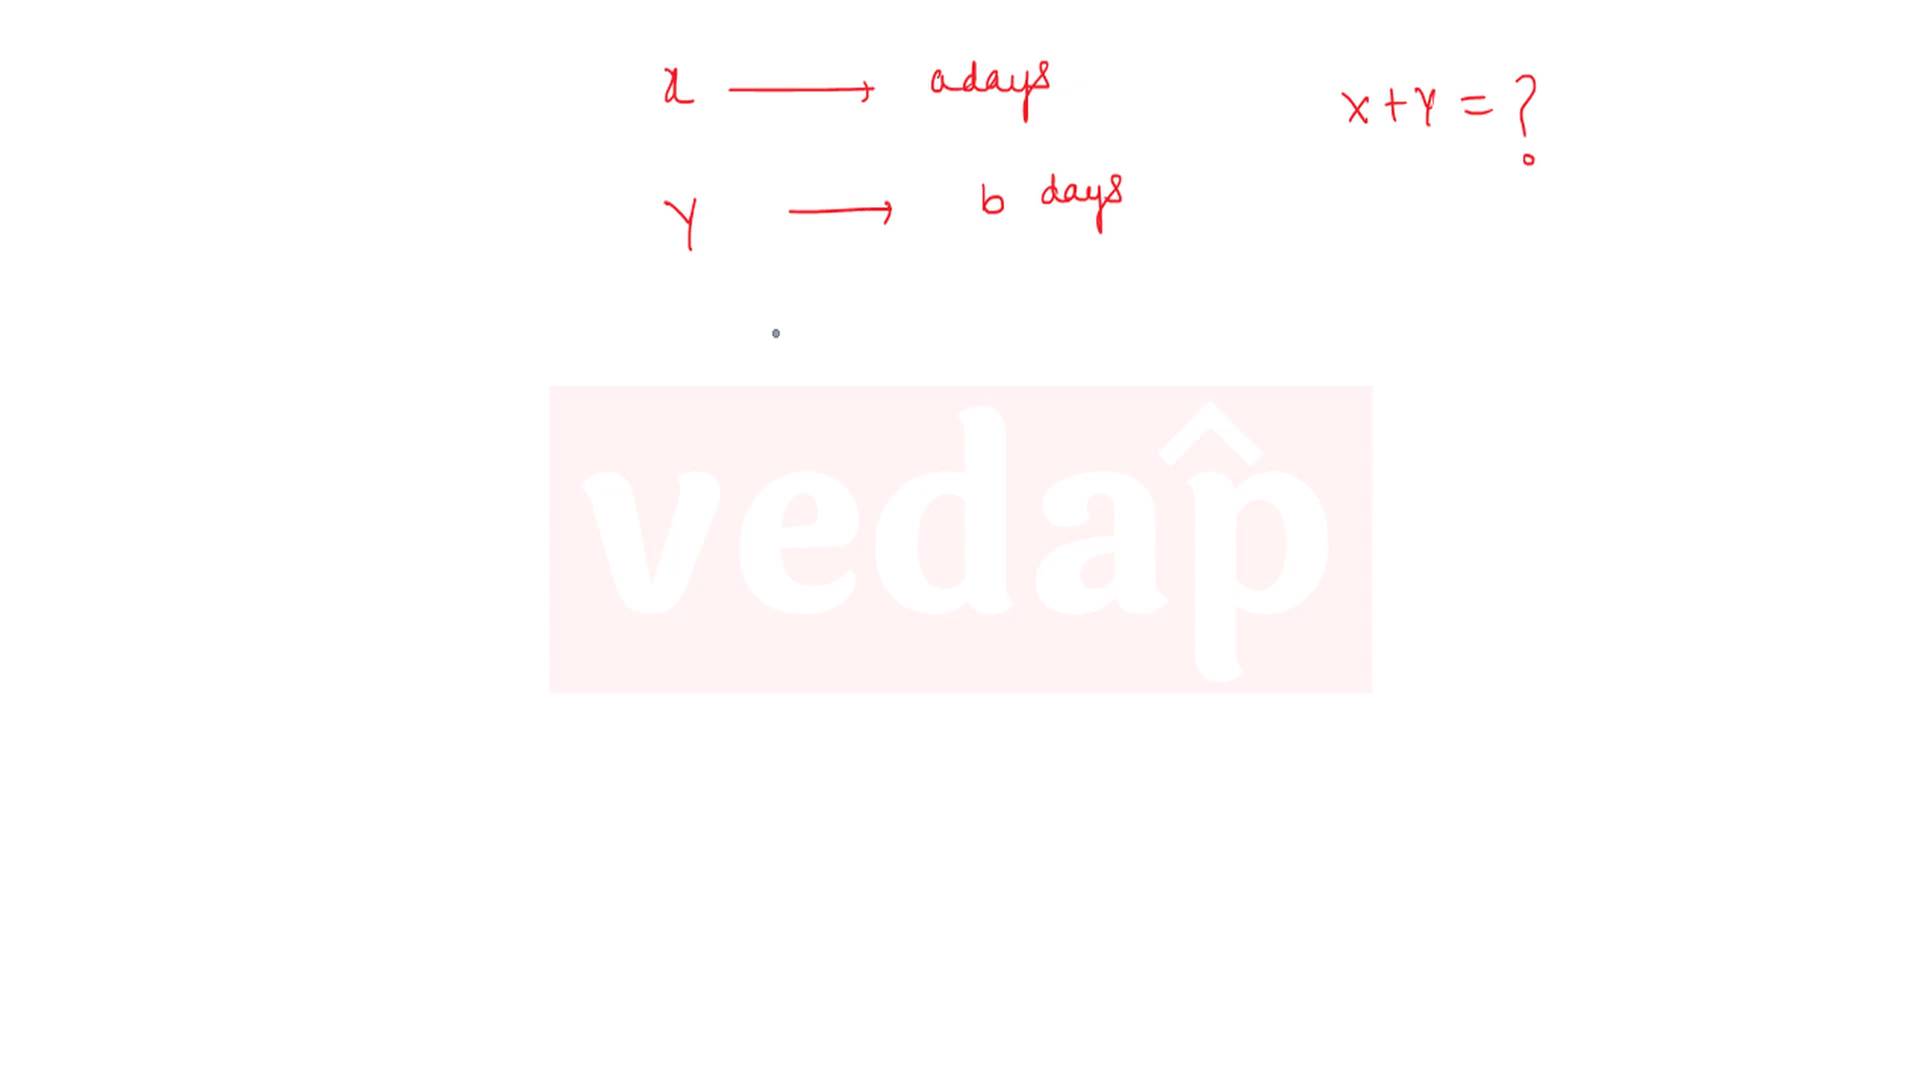 x → a days
x + y = ?
y → b days
vedap̂